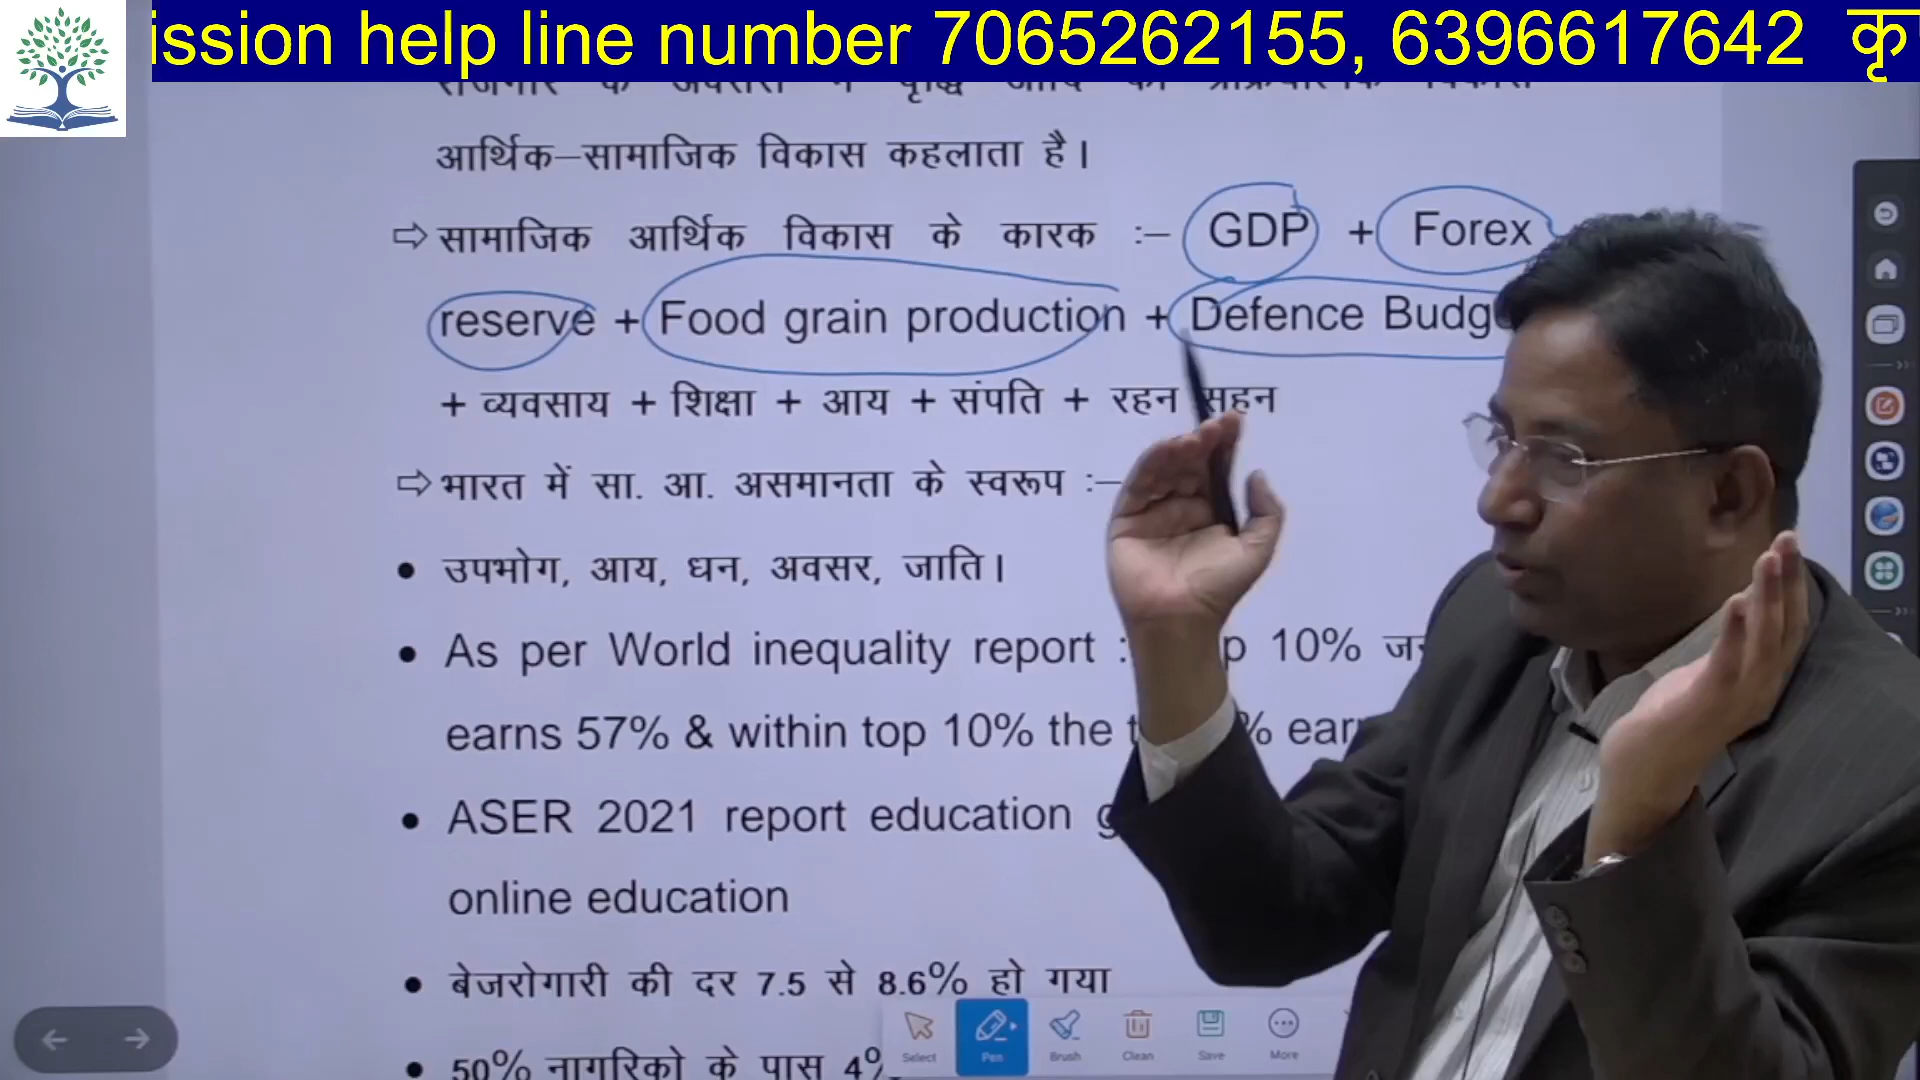 ission help line number 7065262155, 6396617642 कृ
आर्थिक–सामाजिक विकास कहलाता है।
⇨ सामाजिक आर्थिक विकास के कारक :– GDP + Forex
reserve + Food grain production + Defence
+ व्यवसाय + शिक्षा + आय + संपति + रहन सहन
⇨ भारत में सा. आ. असमानता के स्वरूप :–
• उपभोग, आय, धन, अवसर, जाति।
• As per World inequality report : 10%
earns 57% & within top 10% the
• ASER 2021 report education
online education
• बेजरोगारी की दर 7.5 से 8.6% हो गया
• 50% नागरिको के पास 4%
Select Pen Brush Clean Save More